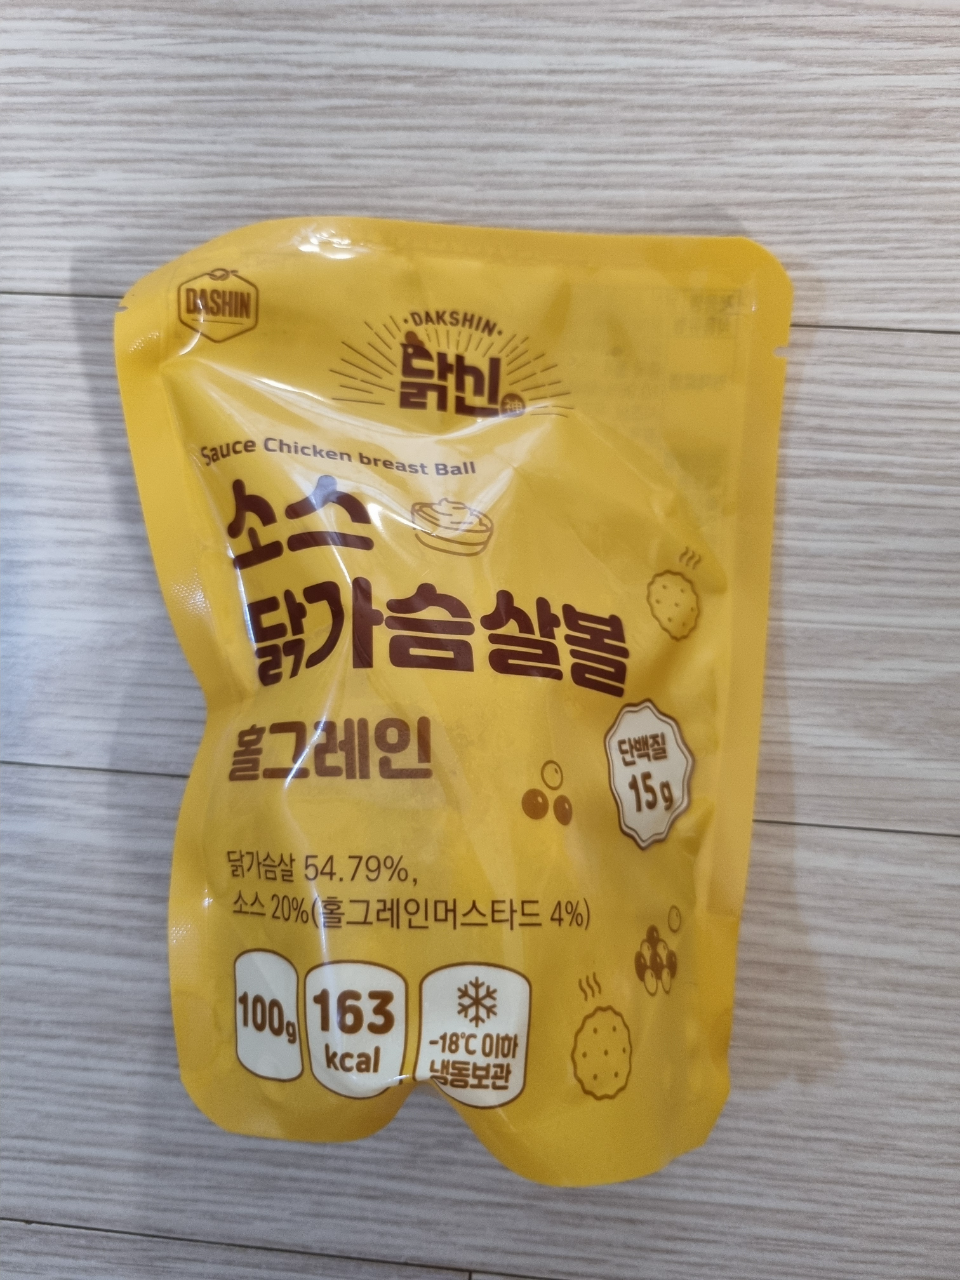 DASHIN
·DAKSHIN·
닭신神
Sauce Chicken breast Ball
소스
닭가슴살볼
홀그레인
단백질
15g
닭가슴살 54.79%,
소스 20%(홀그레인머스타드 4%)
100g
163
kcal
-18℃ 이하
냉동보관